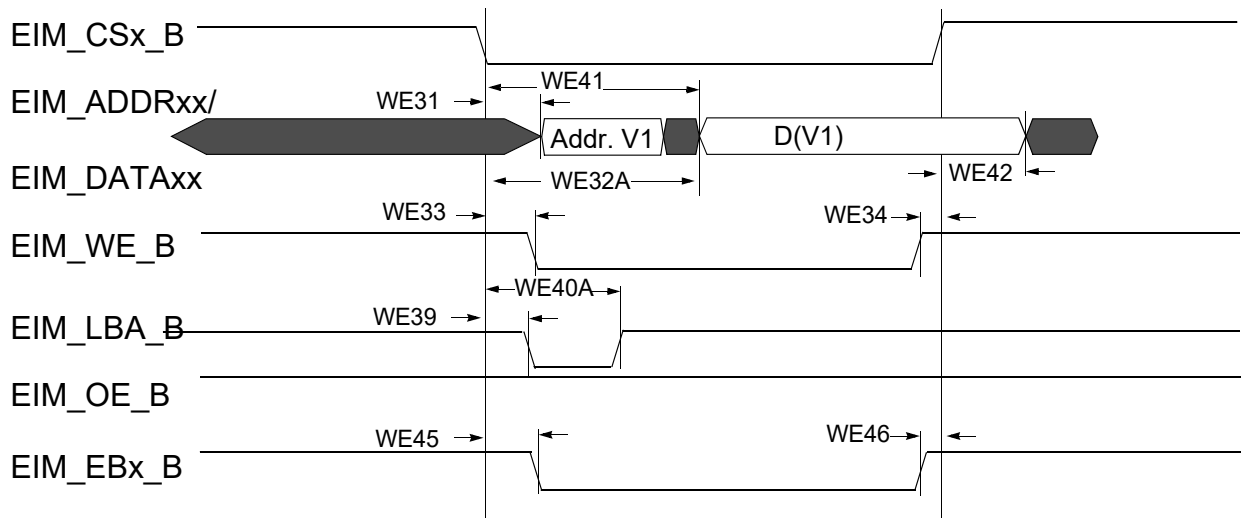 EIM_CSx_B
WE41
EIM_ADDRxx/
WE31
Addr. V1
D(V1)
EIM_DATAxx
WE32A
WE42
WE33
WE34
EIM_WE_B
WE40A
EIM_LBA_B
WE39
EIM_OE_B
WE45
WE46
EIM_EBx_B